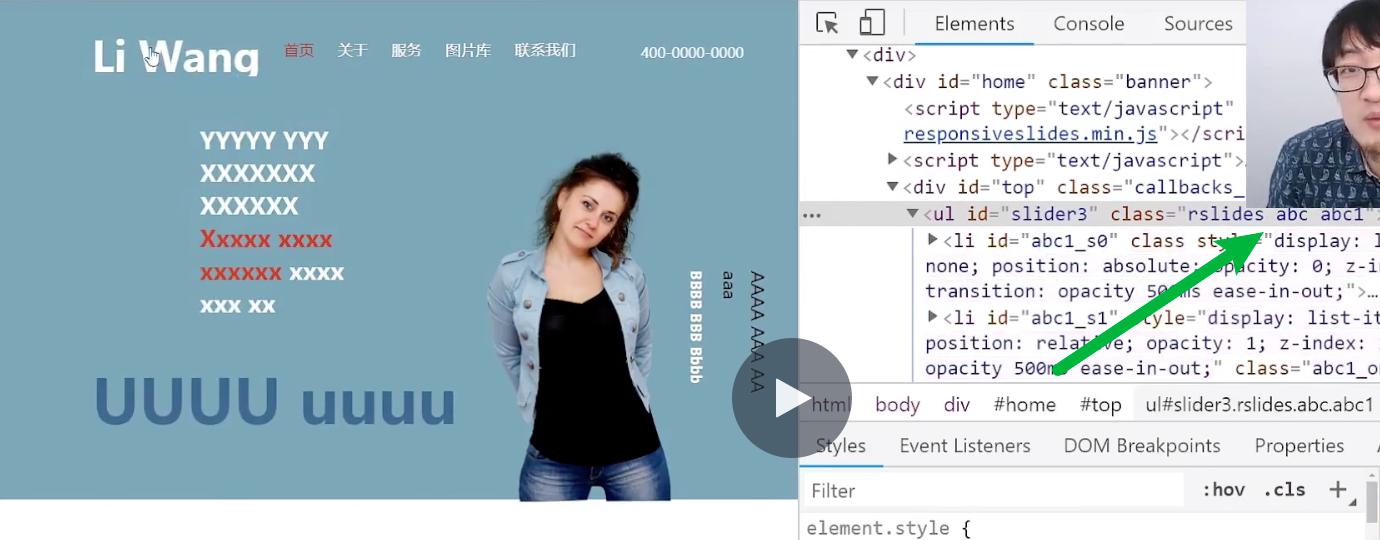 Li Wang
首页 关于 服务 图片库 联系我们 400-0000-0000
YYYYY YYY
XXXXXXX
XXXXXX
Xxxxx xxxx
xxxxxx xxxx
xxx xx
UUUU uuuu
BBBB BBB Bbbb
aaa
AAAA AAA AA
Elements Console Sources
<div>
<div id="home" class="banner">
<script type="text/javascript"
responsiveslides.min.js"></scri
<script type="text/javascript">
<div id="top" class="callbacks_
<ul id="slider3" class="rslides abc abc1"
<li id="abc1_s0" class style="display: l
none; position: absolute; opacity: 0; z-i
transition: opacity 500ms ease-in-out;">…
<li id="abc1_s1" style="display: list-it
position: relative; opacity: 1; z-index:
opacity 500ms ease-in-out;" class="abc1_o
html body div #home #top ul#slider3.rslides.abc.abc1
Styles Event Listeners DOM Breakpoints Properties
Filter :hov .cls +
element.style {